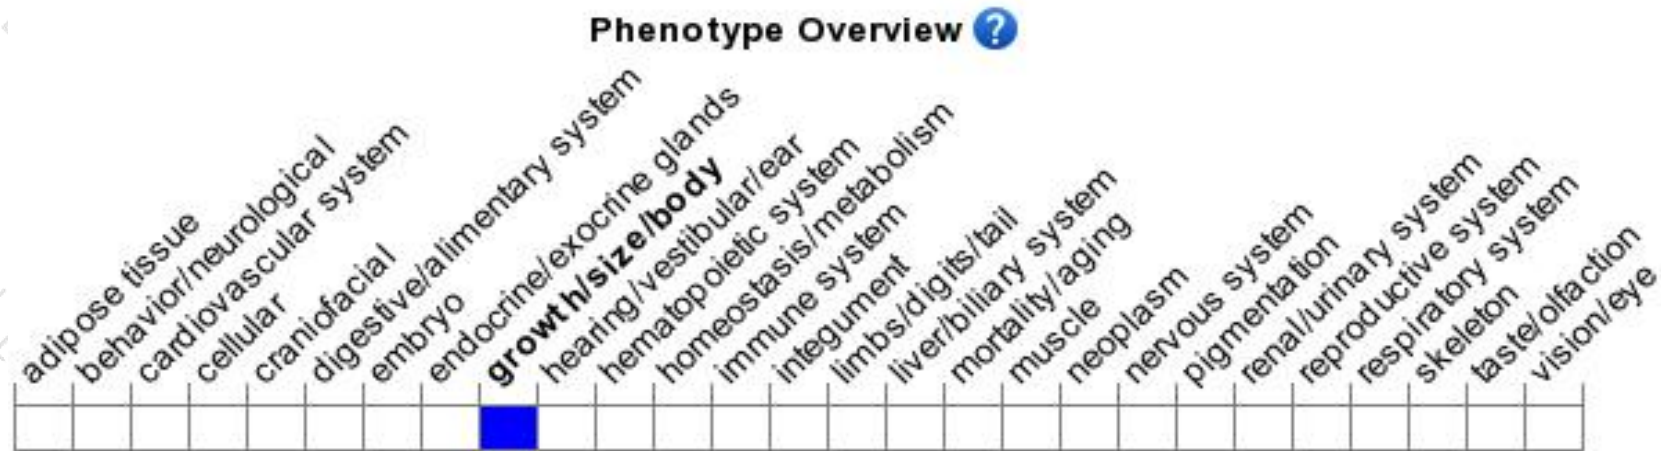 Phenotype Overview ?
adipose tissue
behavior/neurological
cardiovascular system
cellular
craniofacial
digestive/alimentary system
embryo
endocrine/exocrine glands
growth/size/body
hearing/vestibular/ear
hematopoietic system
homeostasis/metabolism
immune system
integument
limbs/digits/tail
liver/biliary system
mortality/aging
muscle
neoplasm
nervous system
pigmentation
renal/urinary system
reproductive system
respiratory system
skeleton
taste/olfaction
vision/eye